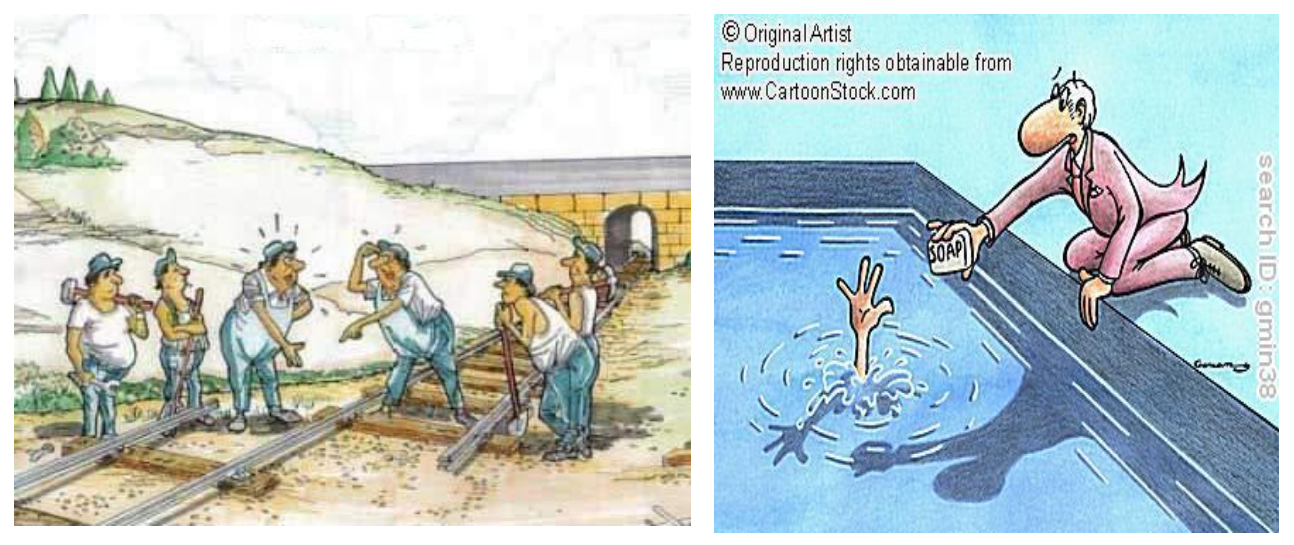 © Original Artist
Reproduction rights obtainable from
www.CartoonStock.com
SOAP
search ID: gmin38